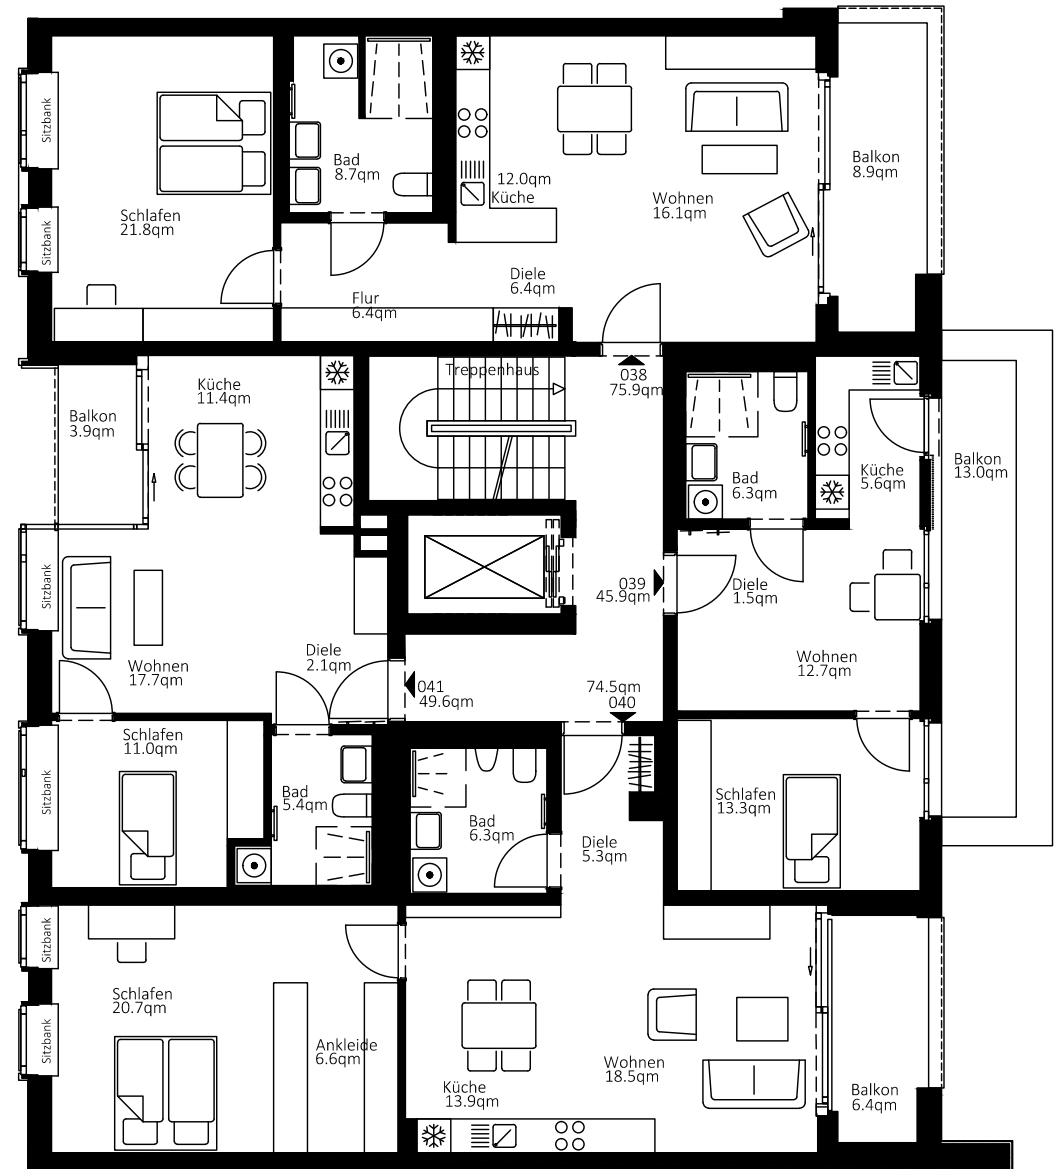 Sitzbank
Sitzbank
Schlafen
21.8qm
Bad
8.7qm
12.0qm
Küche
Wohnen
16.1qm
Balkon
8.9qm
Diele
6.4qm
Flur
6.4qm
Treppenhaus
038
75.9qm
Küche
11.4qm
Balkon
3.9qm
Sitzbank
Wohnen
17.7qm
Diele
2.1qm
Bad
6.3qm
Küche
5.6qm
Balkon
13.0qm
039
45.9qm
Diele
1.5qm
Wohnen
12.7qm
041
49.6qm
74.5qm
040
Sitzbank
Schlafen
11.0qm
Bad
5.4qm
Bad
6.3qm
Diele
5.3qm
Schlafen
13.3qm
Sitzbank
Sitzbank
Schlafen
20.7qm
Ankleide
6.6qm
Küche
13.9qm
Wohnen
18.5qm
Balkon
6.4qm